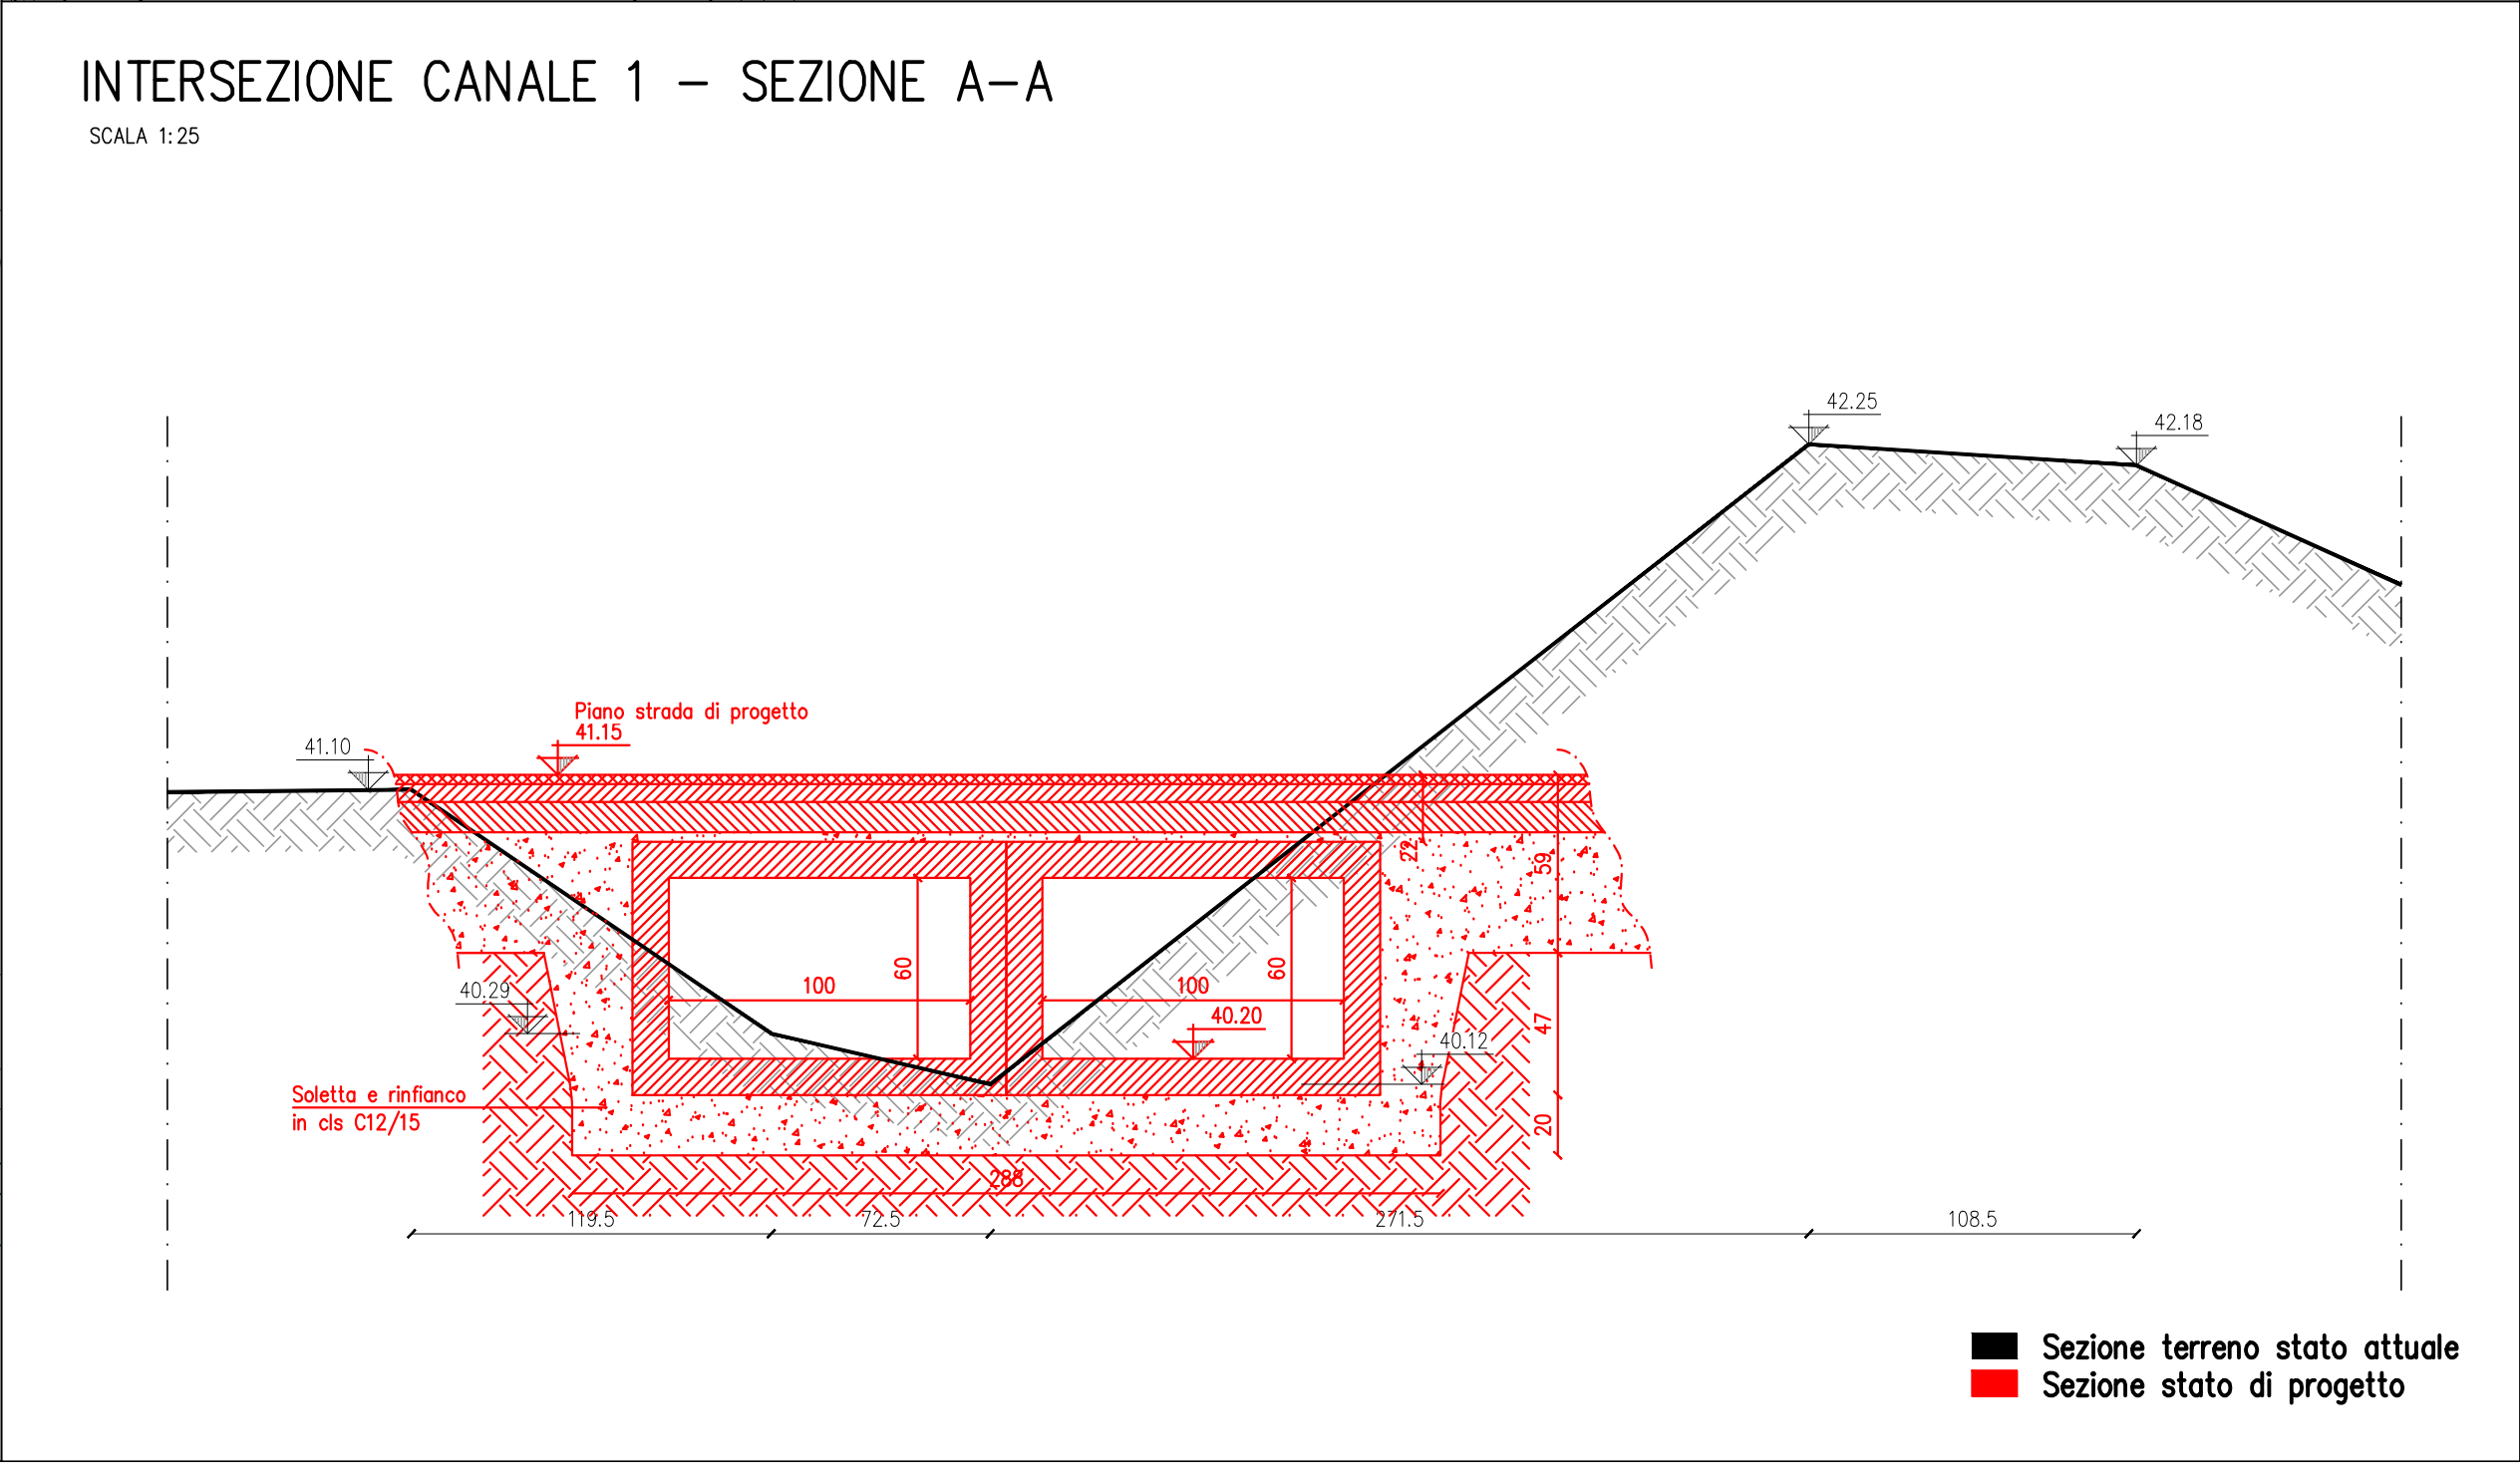 INTERSEZIONE CANALE 1 - SEZIONE A-A
SCALA 1:25
42.25
42.18
Piano strada di progetto
41.15
41.10
22
59
60
60
100
100
40.29
40.20
47
40.12
Soletta e rinfianco
in cls C12/15
20
288
119.5
72.5
271.5
108.5
Sezione terreno stato attuale
Sezione stato di progetto